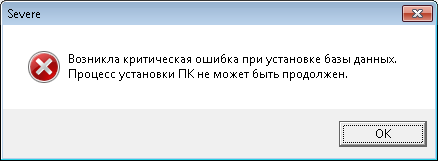 Severe
Возникла критическая ошибка при установке базы данных.
Процесс установки ПК не может быть продолжен.
OK